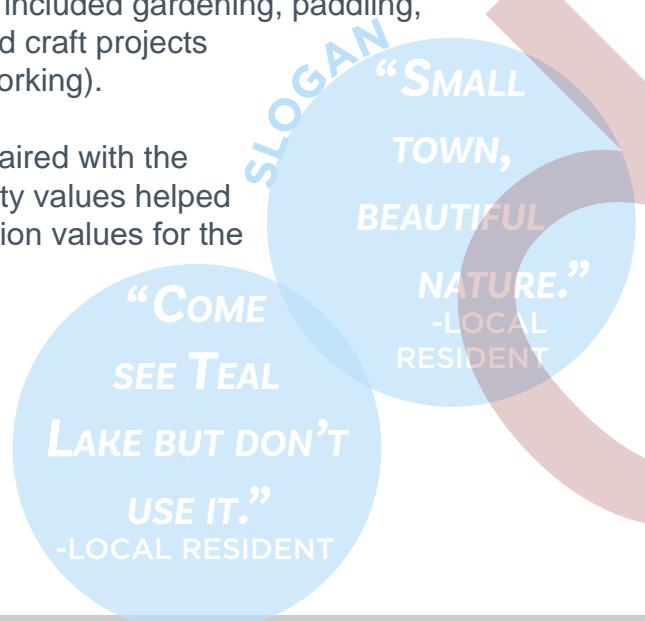 included gardening, paddling,
d craft projects
orking).
aired with the
ty values helped
ion values for the
SLOGAN
“Small
town,
beautiful
nature.”
-LOCAL
RESIDENT
“Come
see Teal
Lake but don’t
use it.”
-LOCAL RESIDENT